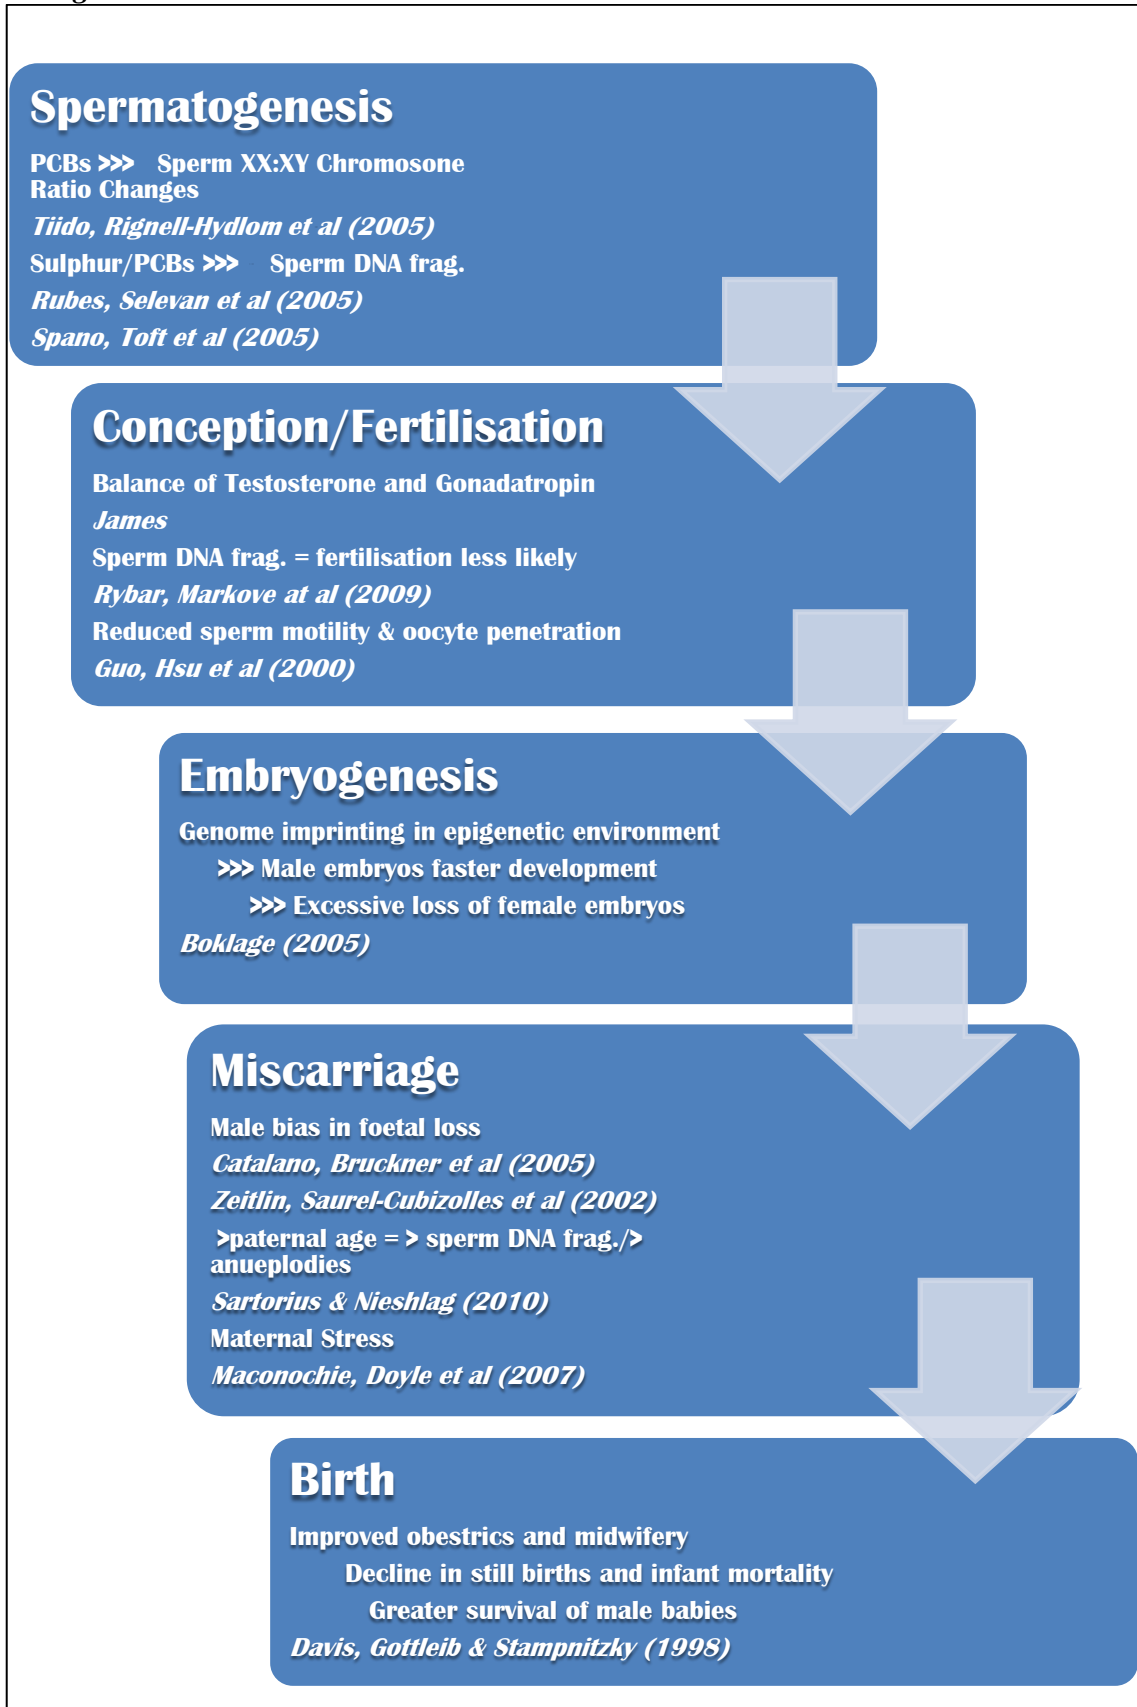 Spermatogenesis
PCBs >>> Sperm XX:XY Chromosone
Ratio Changes
Tiido, Rignell-Hydlom et al (2005)
Sulphur/PCBs >>> Sperm DNA frag.
Rubes, Selevan et al (2005)
Spano, Toft et al (2005)
Conception/Fertilisation
Balance of Testosterone and Gonadatropin
James
Sperm DNA frag. = fertilisation less likely
Rybar, Markove at al (2009)
Reduced sperm motility & oocyte penetration
Guo, Hsu et al (2000)
Embryogenesis
Genome imprinting in epigenetic environment
>>> Male embryos faster development
>>> Excessive loss of female embryos
Boklage (2005)
Miscarriage
Male bias in foetal loss
Catalano, Bruckner et al (2005)
Zeitlin, Saurel-Cubizolles et al (2002)
>paternal age = > sperm DNA frag./>
anueplodies
Sartorius & Nieshlag (2010)
Maternal Stress
Maconochie, Doyle et al (2007)
Birth
Improved obestrics and midwifery
Decline in still births and infant mortality
Greater survival of male babies
Davis, Gottleib & Stampnitzky (1998)